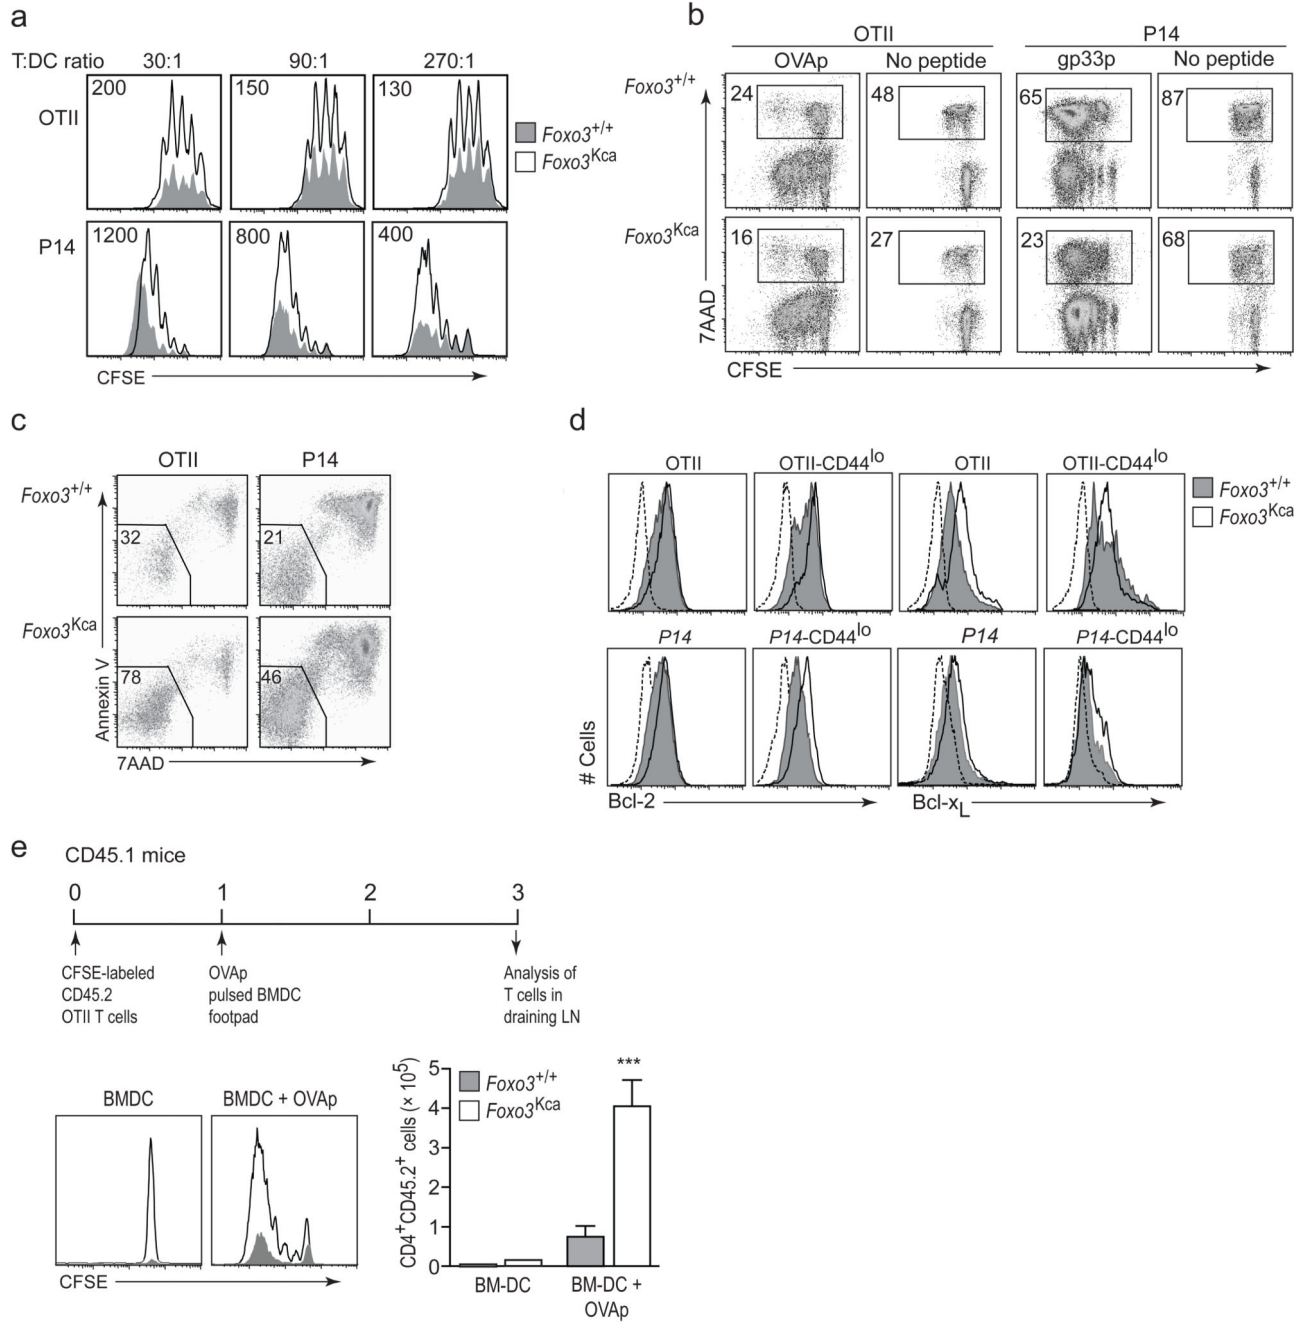 a
T:DC ratio 30:1 90:1 270:1
OTII 200 150 130
Foxo3+/+
Foxo3Kca
P14 1200 800 400
CFSE
b
OTII P14
OVAp No peptide gp33p No peptide
Foxo3+/+ 24 48 65 87
Foxo3Kca 16 27 23 68
7AAD
CFSE
c
OTII P14
Foxo3+/+
32 21
Foxo3Kca
78 46
Annexin V
7AAD
d
OTII OTII-CD44lo OTII OTII-CD44lo
Foxo3+/+
Foxo3Kca
P14 P14-CD44lo P14 P14-CD44lo
# Cells
Bcl-2 Bcl-xL
e
CD45.1 mice
0 1 2 3
CFSE-labeled
CD45.2
OTII T cells
OVAp
pulsed BMDC
footpad
Analysis of
T cells in
draining LN
BMDC BMDC + OVAp
CFSE
CD4+CD45.2+ cells (× 105)
5
4
3
2
1
0
Foxo3+/+
Foxo3Kca
***
BM-DC BM-DC +
OVAp